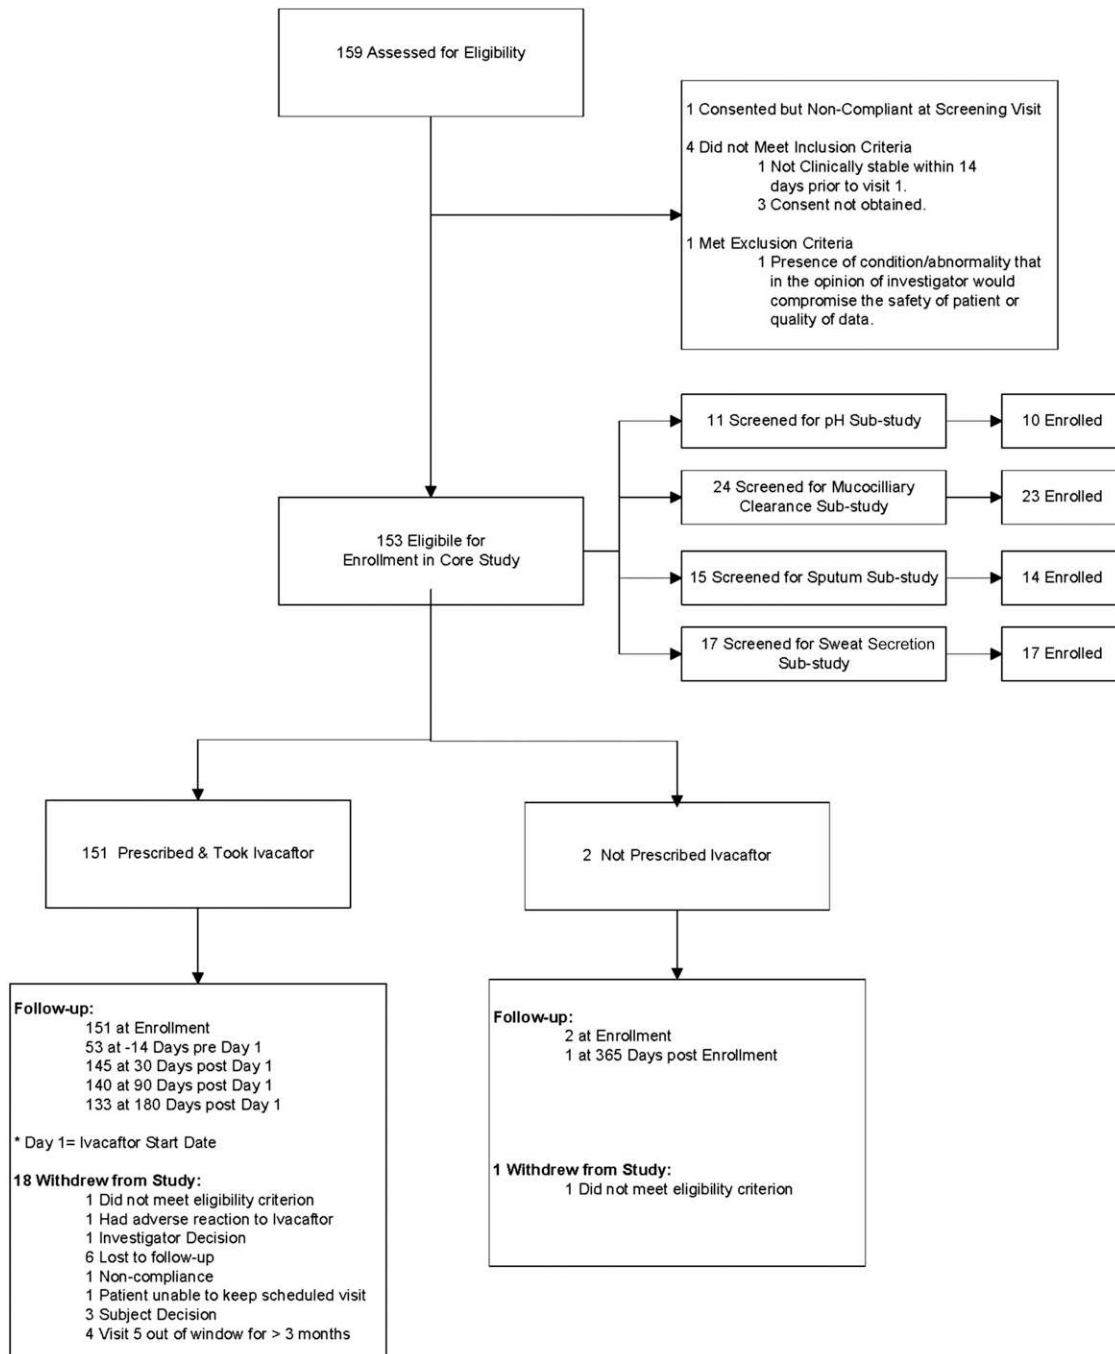 159 Assessed for Eligibility
1 Consented but Non-Compliant at Screening Visit
4 Did not Meet Inclusion Criteria
1 Not Clinically stable within 14
days prior to visit 1.
3 Consent not obtained.
1 Met Exclusion Criteria
1 Presence of condition/abnormality that
in the opinion of investigator would
compromise the safety of patient or
quality of data.
11 Screened for pH Sub-study
10 Enrolled
24 Screened for Mucocilliary
Clearance Sub-study
23 Enrolled
153 Eligibile for
Enrollment in Core Study
15 Screened for Sputum Sub-study
14 Enrolled
17 Screened for Sweat Secretion
Sub-study
17 Enrolled
151 Prescribed & Took Ivacaftor
2 Not Prescribed Ivacaftor
Follow-up:
151 at Enrollment
53 at -14 Days pre Day 1
145 at 30 Days post Day 1
140 at 90 Days post Day 1
133 at 180 Days post Day 1
* Day 1= Ivacaftor Start Date
18 Withdrew from Study:
1 Did not meet eligibility criterion
1 Had adverse reaction to Ivacaftor
1 Investigator Decision
6 Lost to follow-up
1 Non-compliance
1 Patient unable to keep scheduled visit
3 Subject Decision
4 Visit 5 out of window for > 3 months
Follow-up:
2 at Enrollment
1 at 365 Days post Enrollment
1 Withdrew from Study:
1 Did not meet eligibility criterion